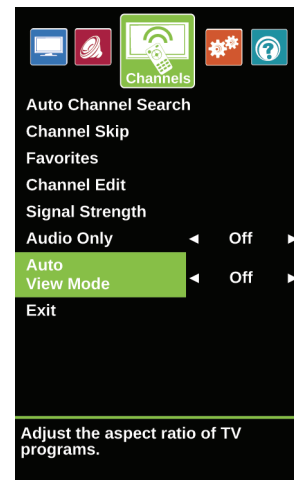 Channels
Auto Channel Search
Channel Skip
Favorites
Channel Edit
Signal Strength
Audio Only ◄ Off ►
Auto
View Mode ◄ Off ►
Exit
Adjust the aspect ratio of TV
programs.